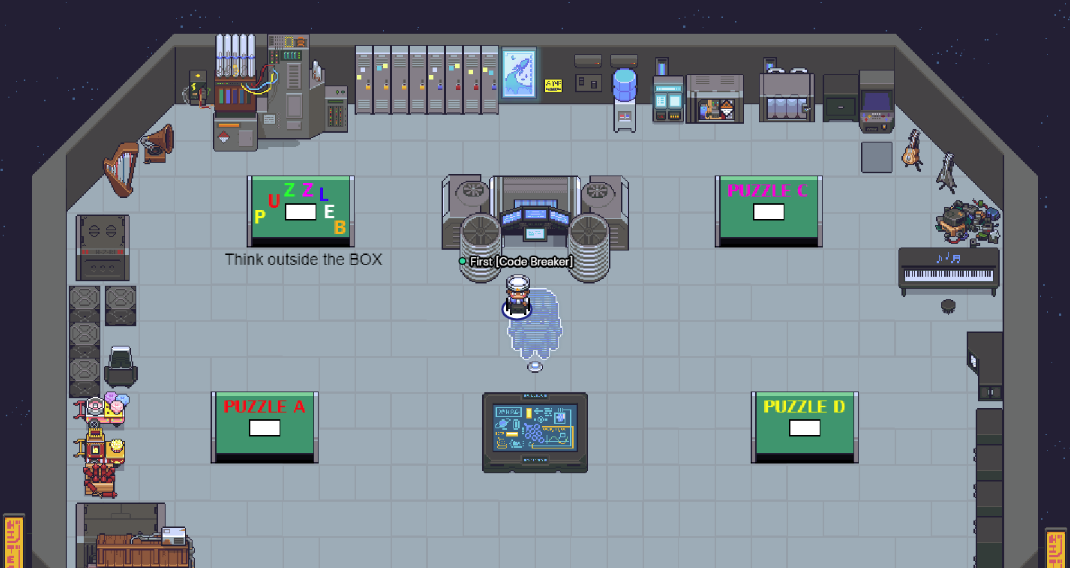 PUZZLE B
PUZZLE C
Think outside the BOX
First [Code Breaker]
PUZZLE A
PUZZLE D